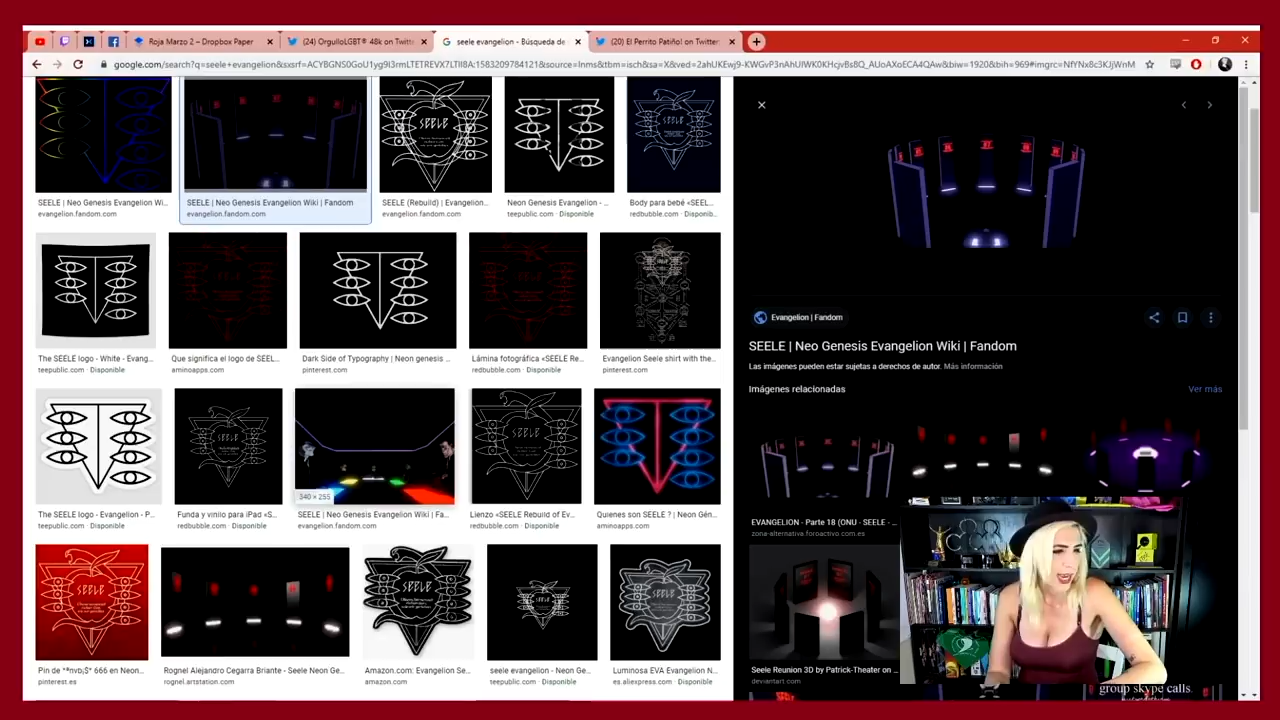 Roja Marzo 2 – Dropbox Paper
(24) OrgulloLGBT® 48k on Twitt
seele evangelion - Búsqueda de
(20) El Perrito Patiño! on Twitter:
SEELE | Neo Genesis Evangelion Wi...
evangelion.fandom.com
SEELE | Neo Genesis Evangelion Wiki | Fandom
evangelion.fandom.com
SEELE (Rebuild) | Evangelion...
evangelion.fandom.com
Neon Genesis Evangelion - ...
teepublic.com · Disponible
Body para bebé «SEEL...
redbubble.com · Disponib...
Evangelion | Fandom
SEELE | Neo Genesis Evangelion Wiki | Fandom
Las imágenes pueden estar sujetas a derechos de autor. Más información
Imágenes relacionadas
Ver más
The SEELE logo - White - Evang...
teepublic.com · Disponible
Que significa el logo de SEEL...
aminoapps.com
Dark Side of Typography | Neon genesis ...
pinterest.com
Lámina fotográfica «SEELE Re...
redbubble.com · Disponible
Evangelion Seele shirt with the...
pinterest.com
SEELE
340 × 255
The SEELE logo - Evangelion - P...
teepublic.com · Disponible
Funda y vinilo para iPad «S...
redbubble.com · Disponible
SEELE | Neo Genesis Evangelion Wiki | Fa...
evangelion.fandom.com
Lienzo «SEELE Rebuild of Ev...
redbubble.com · Disponible
Quienes son SEELE ? | Neon Gén...
aminoapps.com
EVANGELION - Parte 18 (ONU - SEELE - ...
zona-alternativa.foroactivo.com.es
SEELE
Pin de *ªnvb¡$* 666 en Neon...
pinterest.es
Rognel Alejandro Cegarra Briante - Seele Neon Ge...
rognel.artstation.com
Amazon.com: Evangelion Se...
amazon.com
seele evangelion - Neon Ge...
teepublic.com · Disponible
Luminosa EVA Evangelion N...
es.aliexpress.com · Disponible
Seele Reunion 3D by Patrick-Theater on ...
deviantart.com
group skype calls.